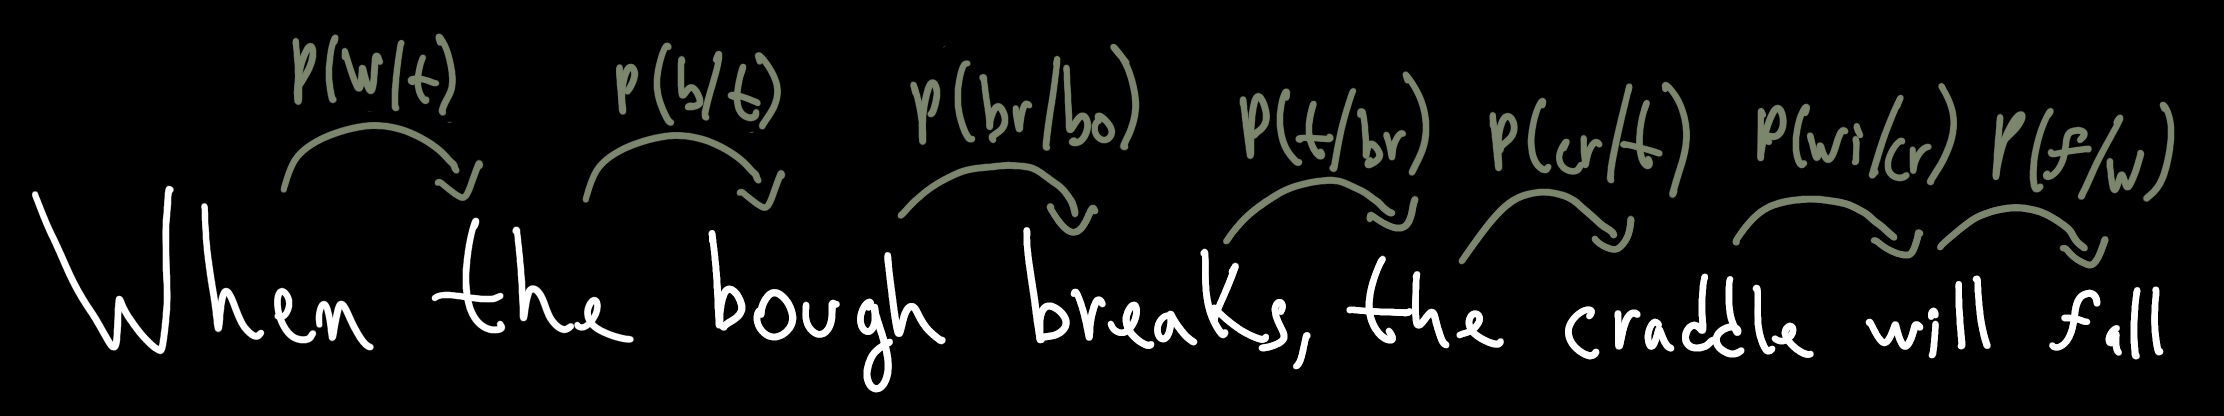 P(w/t) P(b/t) P(br/bo) P(t/br) P(cr/t) P(wi/cr) P(f/w)
When the bough breaks, the craddle will fall